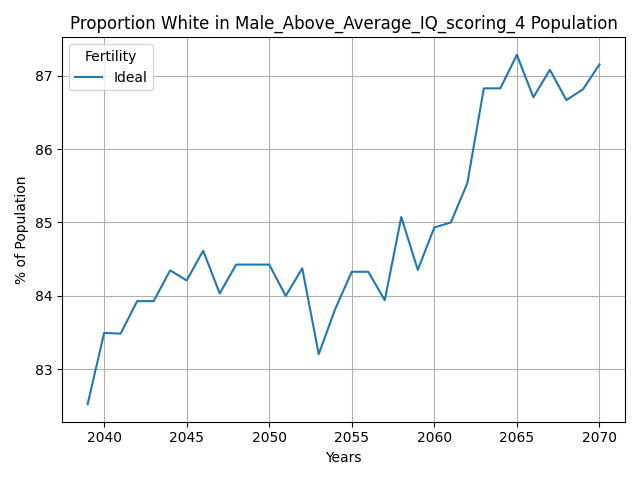 Proportion White in Male_Above_Average_IQ_scoring_4 Population
Fertility
Ideal
87
86
85
84
83
% of Population
2040 2045 2050 2055 2060 2065 2070
Years